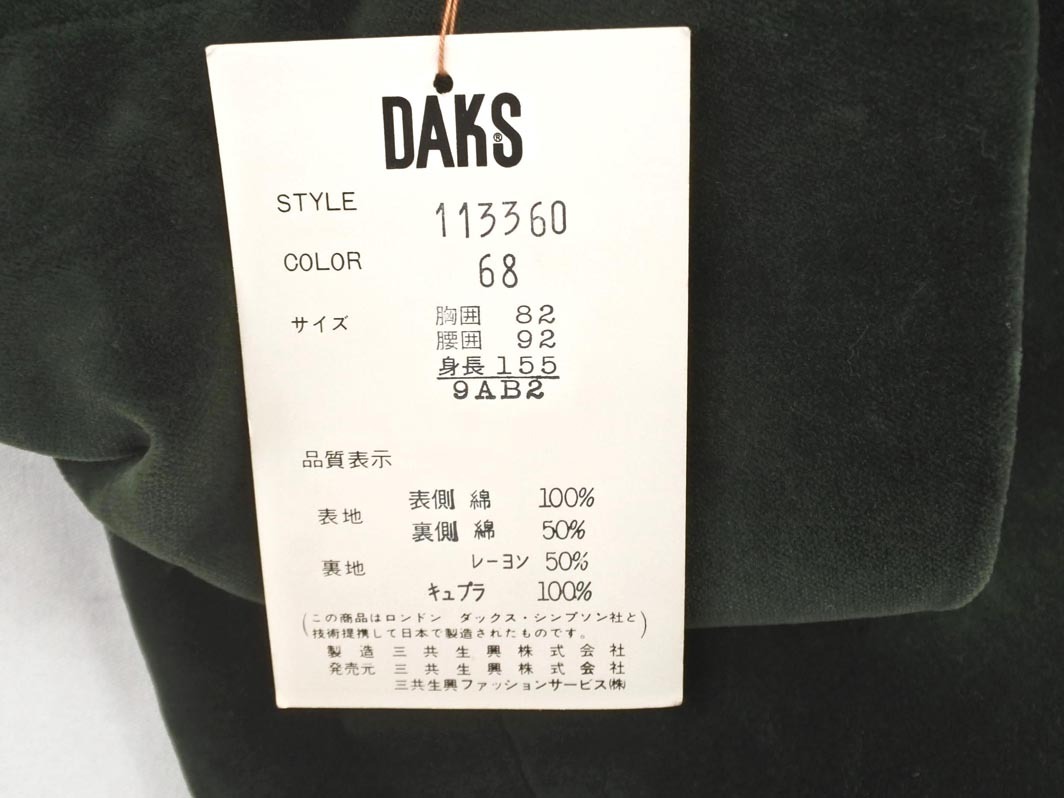 DAKS®
STYLE 113360
COLOR 68
サイズ 胸囲 82
腰囲 92
身長 155
9AB2
品質表示
表地 表側 綿 100%
裏側 綿 50%
レーヨン 50%
裏地 キュプラ 100%
(この商品はロンドン ダックス・シンプソン社と
技術提携して日本で製造されたものです。)
製造 三共生興株式会社
発売元 三共生興株式会社
三共生興ファッションサービス㈱